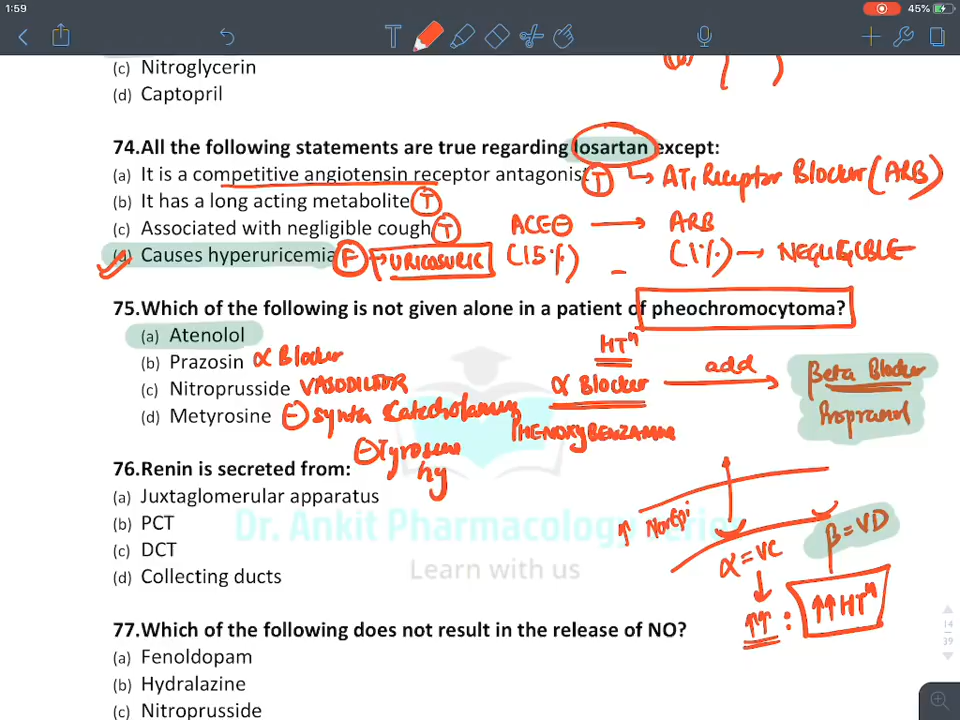 1:59
45%
(c) Nitroglycerin
(d) Captopril
74.All the following statements are true regarding losartan except:
(a) It is a competitive angiotensin receptor antagonist T → AT1 Receptor Blocker (ARB)
(b) It has a long acting metabolite T
(c) Associated with negligible cough T ACE⊖ → ARB
(d) Causes hyperuricemia F → URICOSURIC (15%) (1%) → NEGLIGIBLE
75.Which of the following is not given alone in a patient of pheochromocytoma?
(a) Atenolol
HTⁿ
(b) Prazosin α Blocker
(c) Nitroprusside VASODILTOR α Blocker → add Beta Blocker
(d) Metyrosine ⊖ synth Catecholamines PHENOXYBENZAMINE Propranol
⊖ Tyrosine
hy
76.Renin is secreted from:
(a) Juxtaglomerular apparatus
(b) PCT
(c) DCT
(d) Collecting ducts
↑ NorEpi
α = VC
β = VD
↑↑ : ↑↑ HTⁿ
Dr. Ankit Pharmacology Series
Learn with us
77.Which of the following does not result in the release of NO?
(a) Fenoldopam
(b) Hydralazine
(c) Nitroprusside
14
39